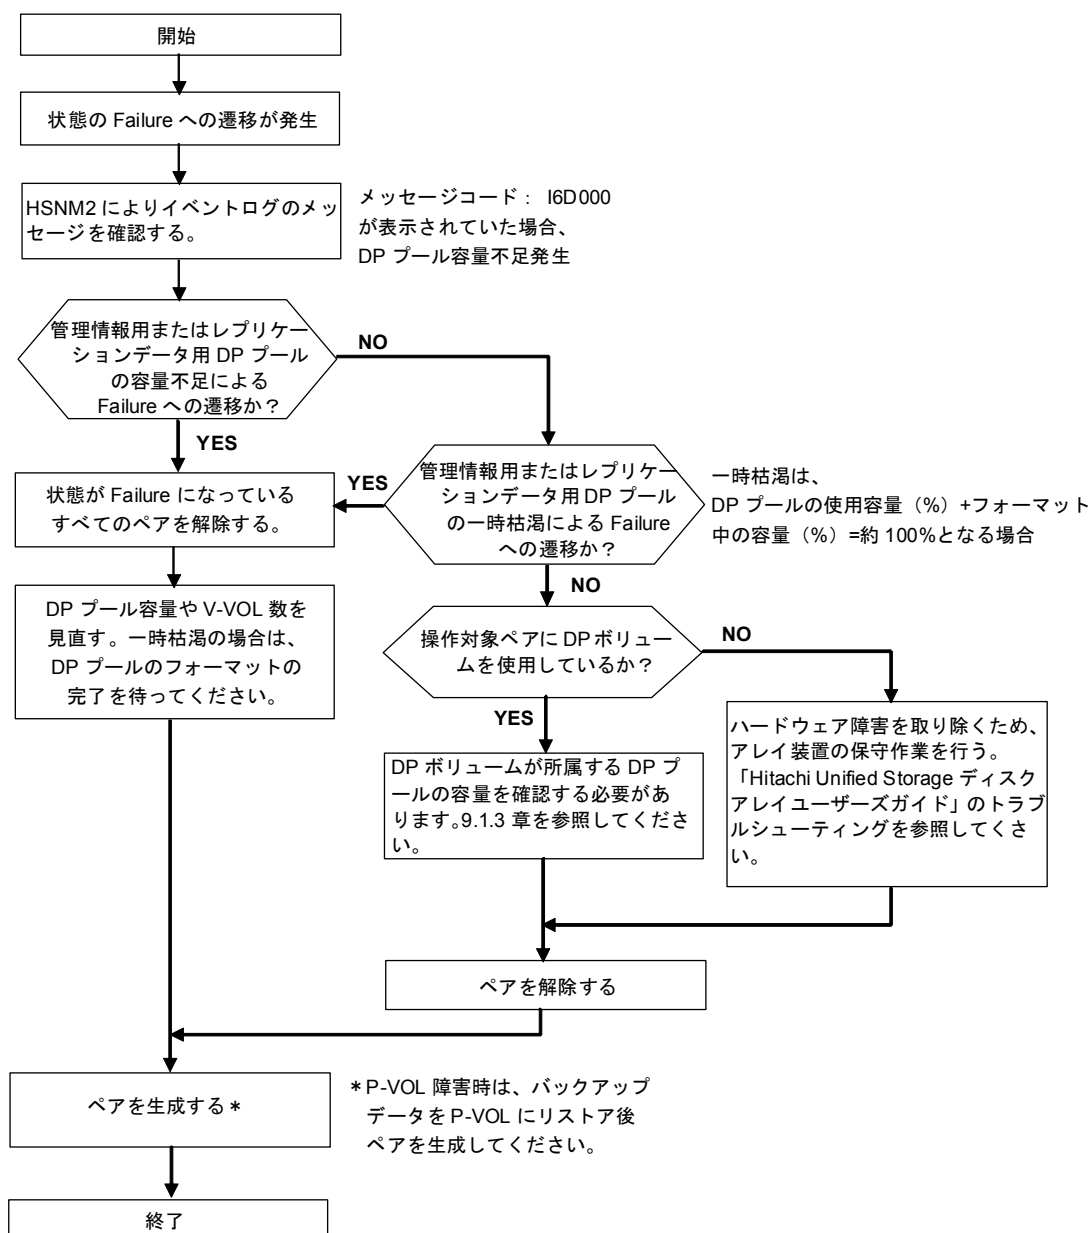 開始
状態の Failure への遷移が発生
HSNM2 によりイベントログのメッ
セージを確認する。
メッセージコード： I6D000
が表示されていた場合、
DP プール容量不足発生
管理情報用またはレプリケー
ションデータ用 DP プール
の容量不足による
Failure への遷移か？
NO
YES
管理情報用またはレプリケー
ションデータ用 DP プール
の一時枯渇による Failure
への遷移か？
YES
NO
一時枯渇は、
DP プールの使用容量（%）+フォーマット
中の容量（%）=約 100%となる場合
状態が Failure になっている
すべてのペアを解除する。
DP プール容量や V-VOL 数を
見直す。一時枯渇の場合は、
DP プールのフォーマットの
完了を待ってください。
操作対象ペアに DP ボリュー
ムを使用しているか？
NO
YES
DP ボリュームが所属する DP プ
ールの容量を確認する必要があ
ります。9.1.3 章を参照してくださ
い。
ハードウェア障害を取り除くため、
アレイ装置の保守作業を行う。
「Hitachi Unified Storage ディスク
アレイユーザーズガイド」のトラブ
ルシューティングを参照してくさ
い。
ペアを解除する
ペアを生成する＊
＊P-VOL 障害時は、バックアップ
データを P-VOL にリストア後
ペアを生成してください。
終了